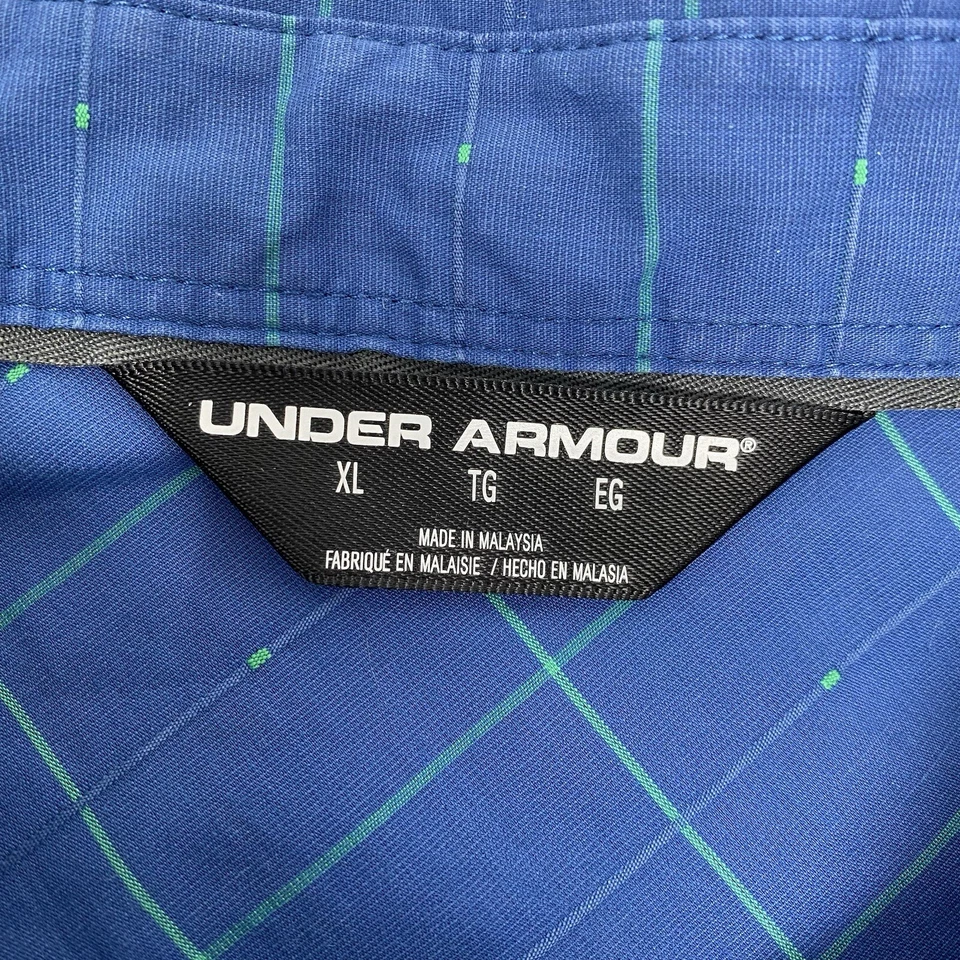 UNDER ARMOUR®
XL TG EG
MADE IN MALAYSIA
FABRIQUÉ EN MALAISIE / HECHO EN MALASIA